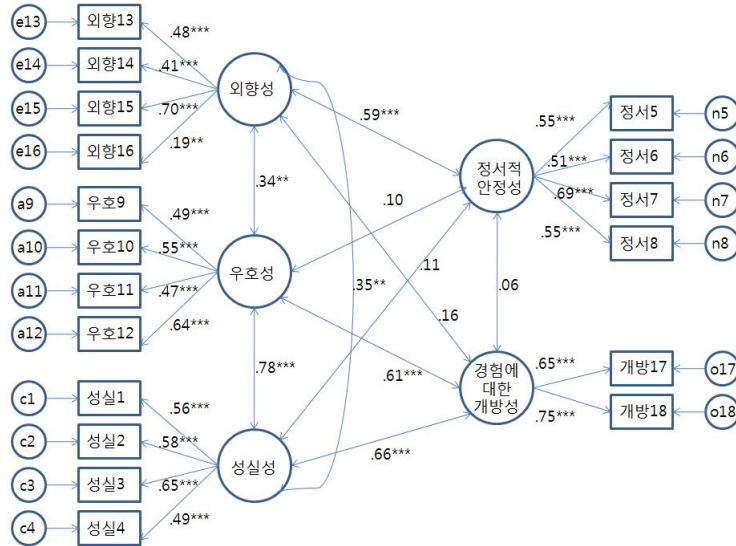 e13
외향13
.48***
e14
외향14
.41***
e15
외향15
.70***
e16
외향16
.19**
외향성
a9
우호9
.49***
a10
우호10
.55***
a11
우호11
.47***
a12
우호12
.64***
우호성
c1
성실1
.56***
c2
성실2
.58***
c3
성실3
.65***
c4
성실4
.49***
성실성
.34**
.78***
.35**
.59***
.10
.11
.16
.61***
.66***
.06
정서적
안정성
.55***
정서5
n5
.51***
정서6
n6
.69***
정서7
n7
.55***
정서8
n8
경험에
대한
개방성
.65***
개방17
o17
.75***
개방18
o18